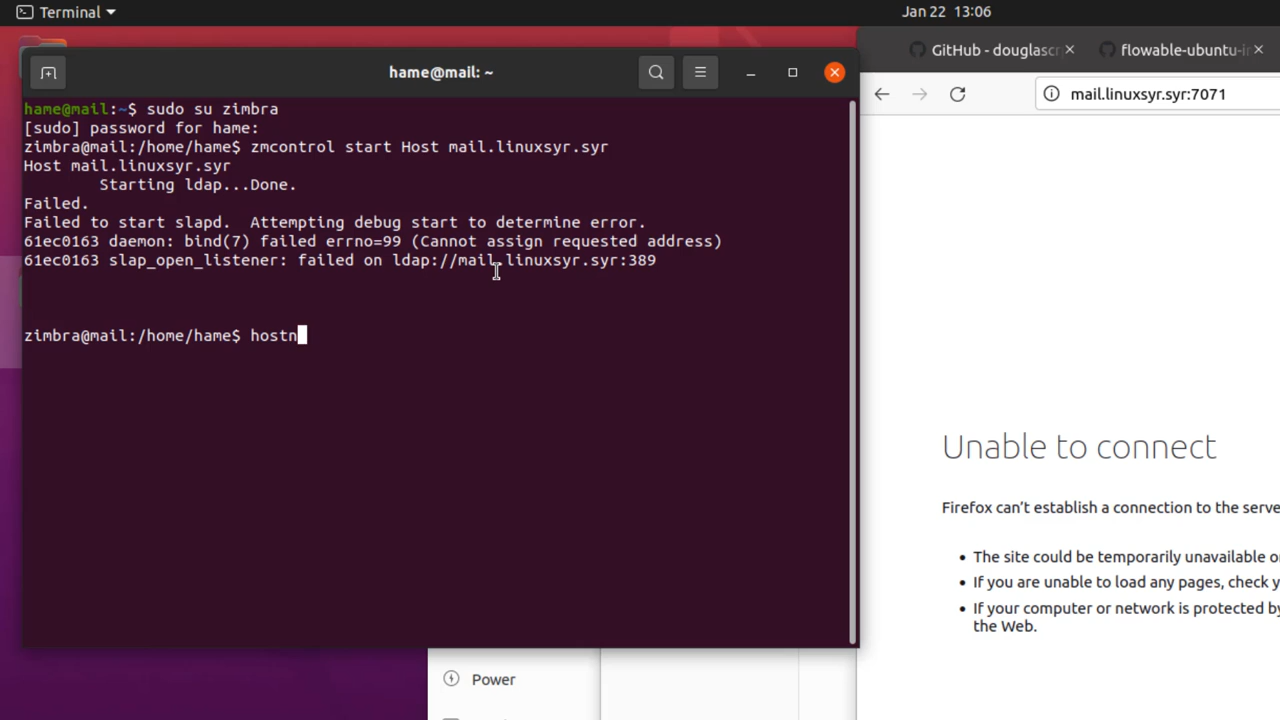 Terminal
Jan 22 13:06
hame@mail: ~
hame@mail:~$ sudo su zimbra
[sudo] password for hame:
zimbra@mail:/home/hame$ zmcontrol start Host mail.linuxsyr.syr
Host mail.linuxsyr.syr
Starting ldap...Done.
Failed.
Failed to start slapd. Attempting debug start to determine error.
61ec0163 daemon: bind(7) failed errno=99 (Cannot assign requested address)
61ec0163 slap_open_listener: failed on ldap://mail.linuxsyr.syr:389
zimbra@mail:/home/hame$ hostn
GitHub - douglascr
flowable-ubuntu-i
mail.linuxsyr.syr:7071
Unable to connect
Firefox can’t establish a connection to the serve
The site could be temporarily unavailable o
If you are unable to load any pages, check y
If your computer or network is protected by
the Web.
Power